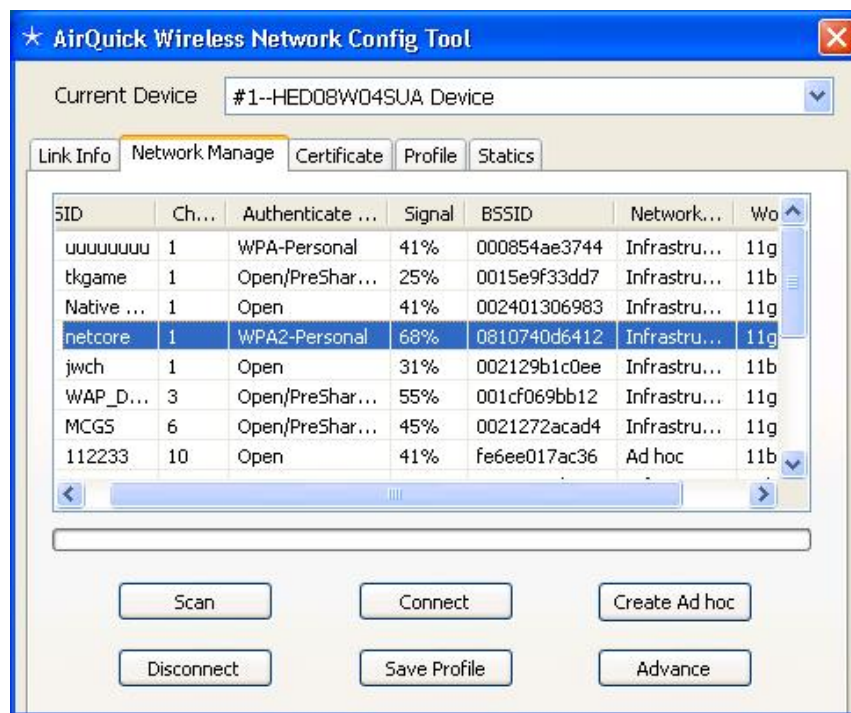 AirQuick Wireless Network Config Tool
Current Device #1--HED08W04SUA Device
Link Info Network Manage Certificate Profile Statics
SID Ch... Authenticate ... Signal BSSID Network... Wo
uuuuuuuu 1 WPA-Personal 41% 000854ae3744 Infrastru... 11g
tkgame 1 Open/PreShar... 25% 0015e9f33dd7 Infrastru... 11b
Native ... 1 Open 41% 002401306983 Infrastru... 11g
netcore 1 WPA2-Personal 68% 0810740d6412 Infrastru... 11g
jwch 1 Open 31% 002129b1c0ee Infrastru... 11b
WAP_D... 3 Open/PreShar... 55% 001cf069bb12 Infrastru... 11g
MCGS 6 Open/PreShar... 45% 0021272acad4 Infrastru... 11g
112233 10 Open 41% fe6ee017ac36 Ad hoc 11b
Scan Connect Create Ad hoc
Disconnect Save Profile Advance